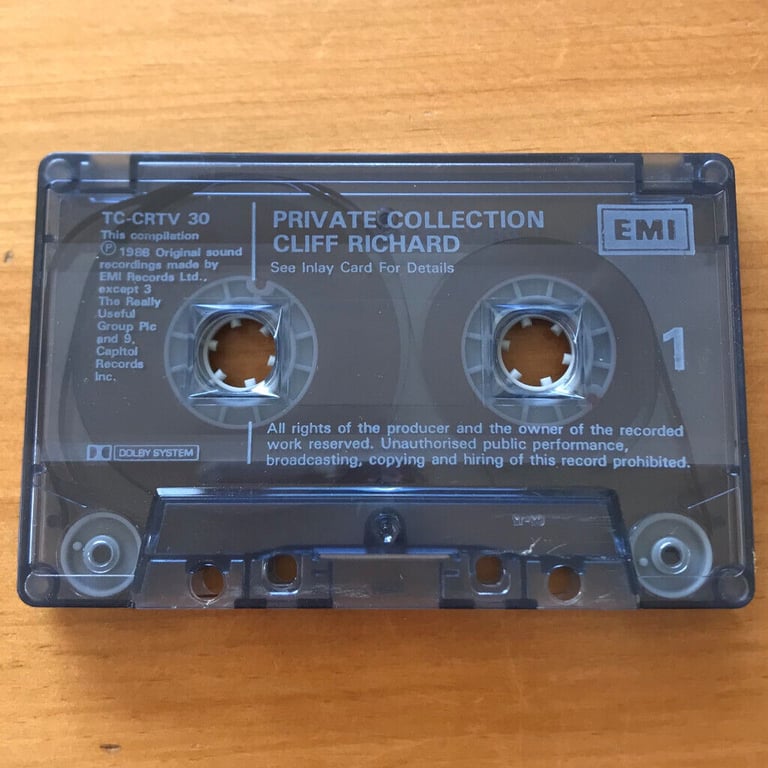 TC-CRTV 30
This compilation
Ⓟ 1988 Original sound
recordings made by
EMI Records Ltd.,
except 3
The Really
Useful
Group Plc
and 9,
Capitol
Records
Inc.
PRIVATE COLLECTION
CLIFF RICHARD
See Inlay Card For Details
EMI
1
All rights of the producer and the owner of the recorded
work reserved. Unauthorised public performance,
broadcasting, copying and hiring of this record prohibited.
DOLBY SYSTEM